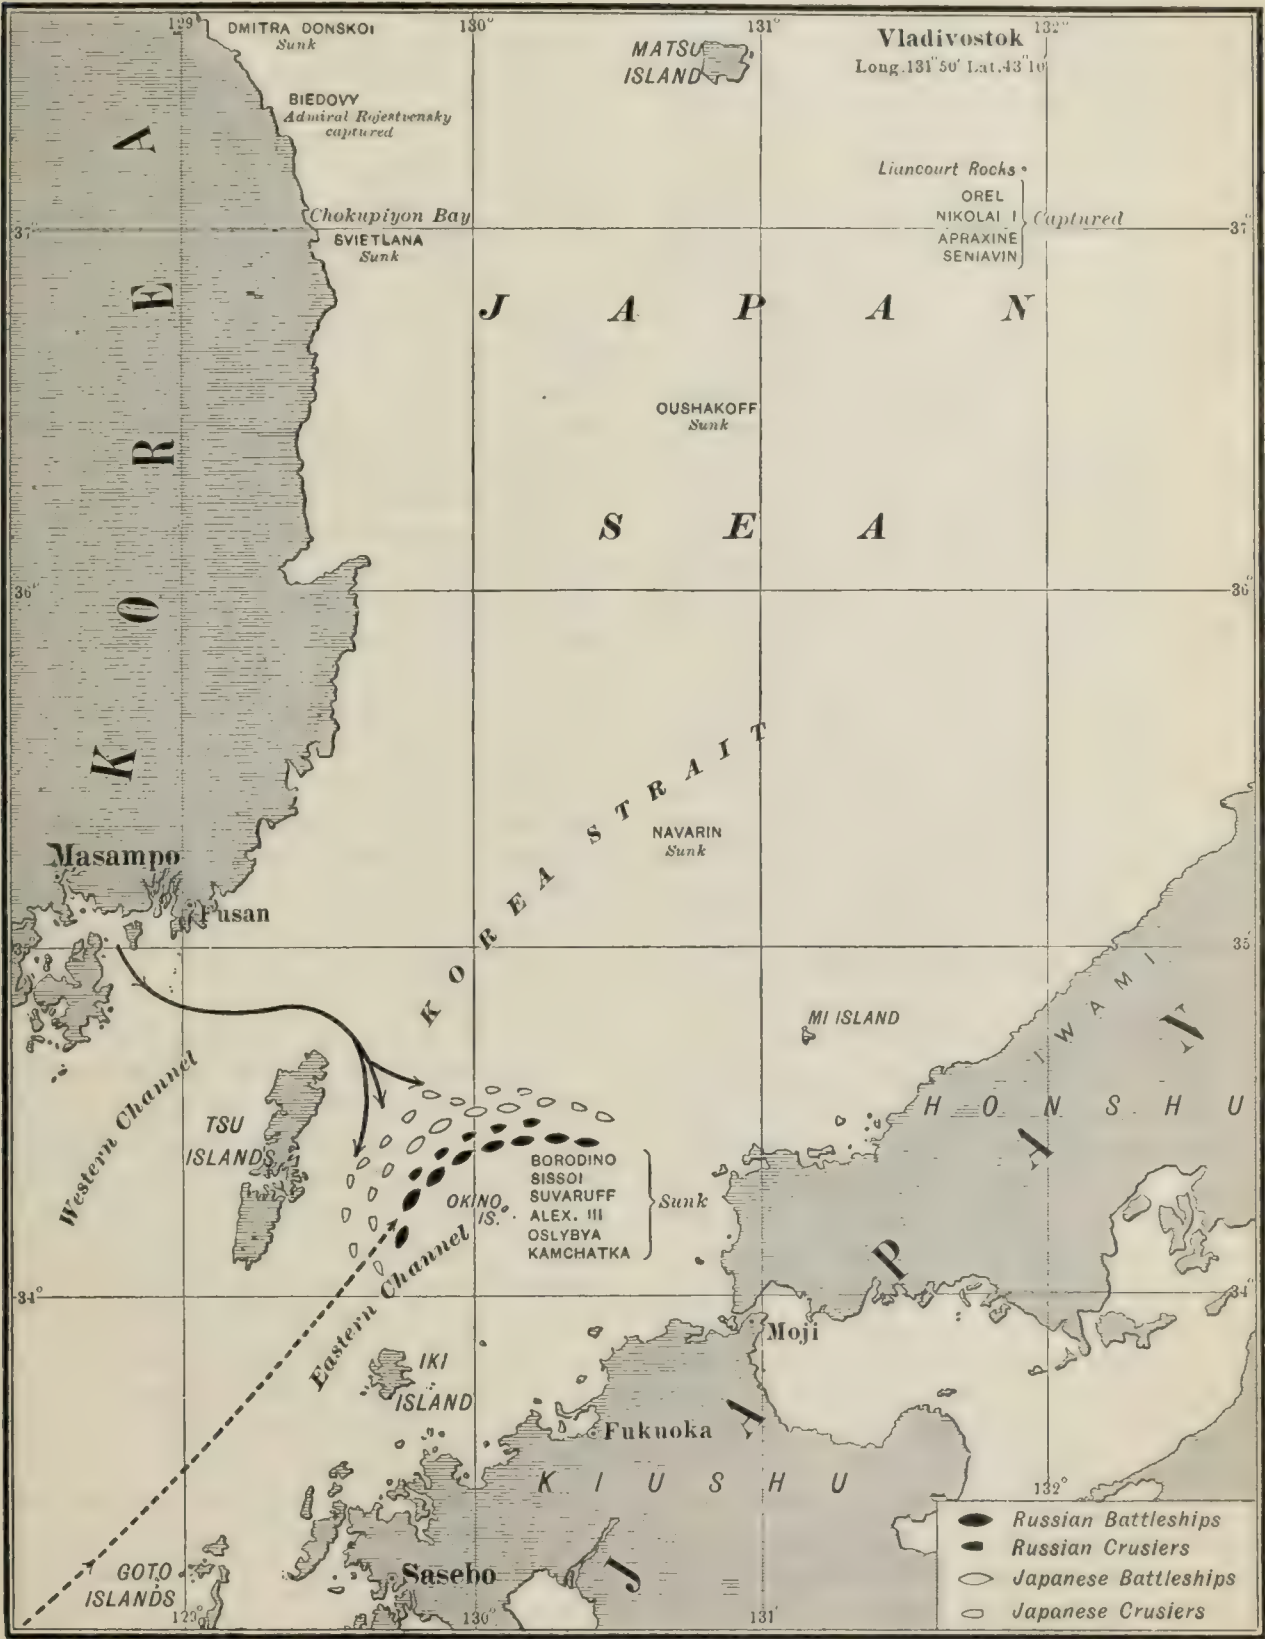 129°
130°
131°
132°
DMITRA DONSKOI
Sunk
MATSU
ISLAND
Vladivostok
Long.131°50' Lat.43°10'
BIEDOVY
Admiral Rojestvensky
captured
Liancourt Rocks
OREL
NIKOLAI I
APRAXINE
SENIAVIN
Captured
Chokupiyon Bay
37°
37°
SVIETLANA
Sunk
KOREA
JAPAN
OUSHAKOFF
Sunk
SEA
36°
36°
KOREA STRAIT
NAVARIN
Sunk
Masampo
Fusan
35
35°
MI ISLAND
IWAMI
HONSHU
JAPAN
Western Channel
TSU
ISLANDS
OKINO
IS.
BORODINO
SISSOI
SUVARUFF
ALEX. III
OSLYBYA
KAMCHATKA
Sunk
Eastern Channel
34°
34°
Moji
IKI
ISLAND
Fukuoka
KIUSHU
132°
GOTO
ISLANDS
Sasebo
129°
130°
131°
Russian Battleships
Russian Crusiers
Japanese Battleships
Japanese Crusiers